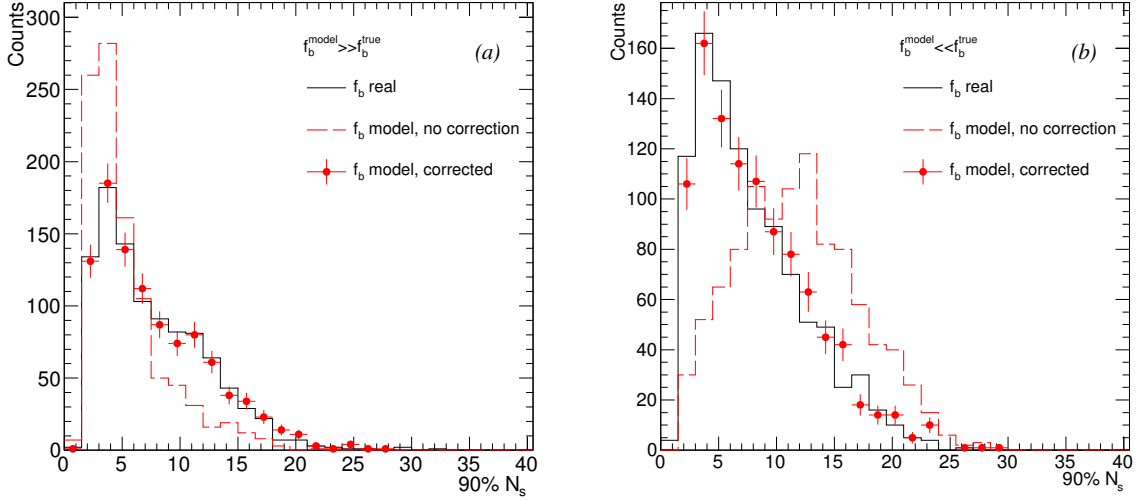 Counts
300
250
200
150
100
50
0
f_b^model>>f_b^true
(a)
f_b real
f_b model, no correction
f_b model, corrected
0 5 10 15 20 25 30 35 40
90% N_s
Counts
160
140
120
100
80
60
40
20
0
f_b^model<<f_b^true
(b)
f_b real
f_b model, no correction
f_b model, corrected
0 5 10 15 20 25 30 35 40
90% N_s